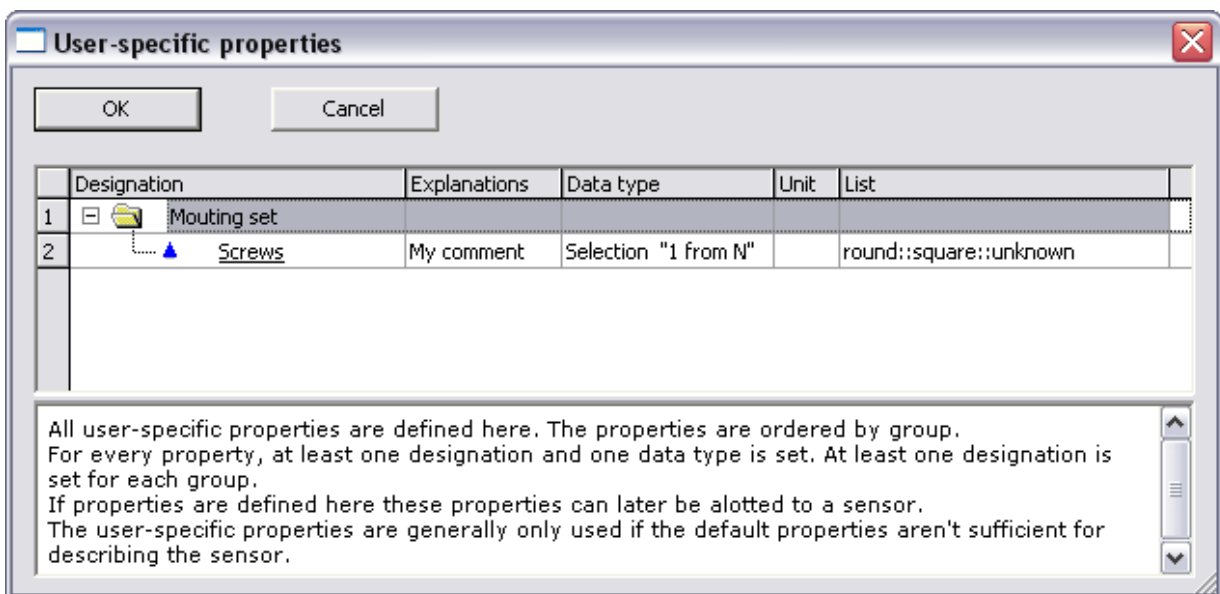 User-specific properties
OK Cancel
Designation Explanations Data type Unit List
1 Mouting set
2 Screws My comment Selection "1 from N" round::square::unknown
All user-specific properties are defined here. The properties are ordered by group.
For every property, at least one designation and one data type is set. At least one designation is
set for each group.
If properties are defined here these properties can later be alotted to a sensor.
The user-specific properties are generally only used if the default properties aren't sufficient for
describing the sensor.